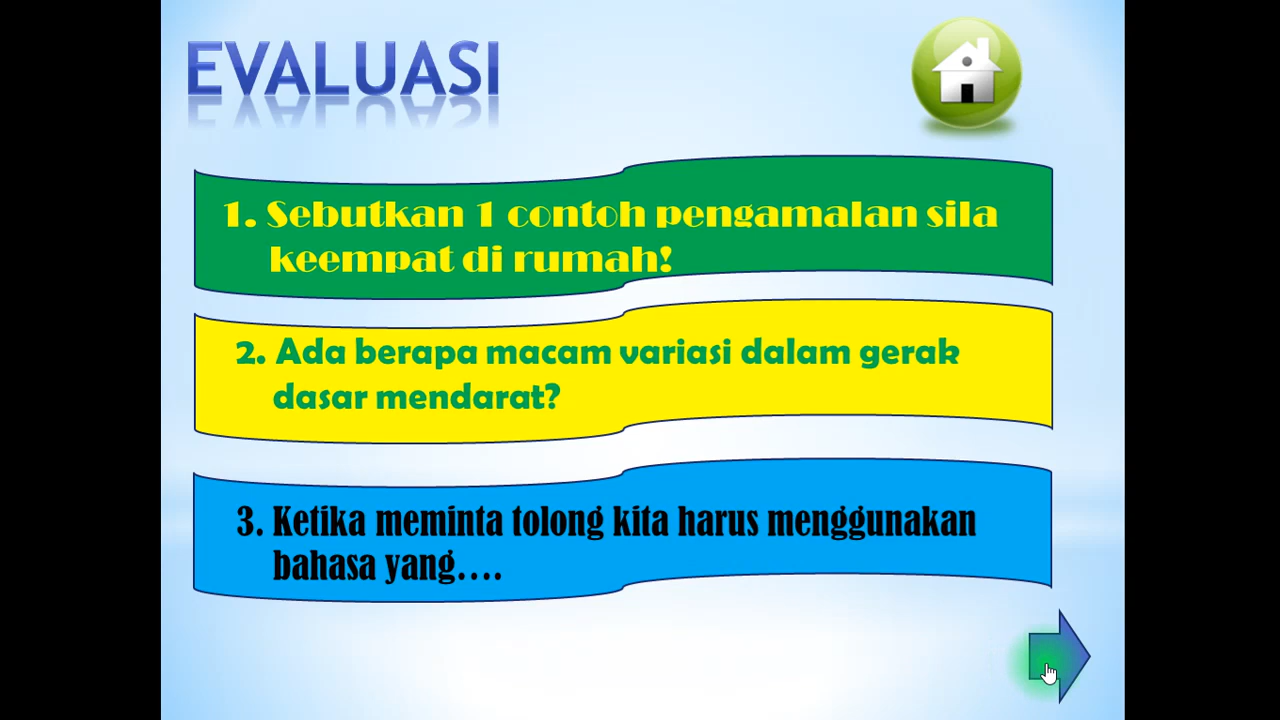 EVALUASI
1. Sebutkan 1 contoh pengamalan sila
keempat di rumah!
2. Ada berapa macam variasi dalam gerak
dasar mendarat?
3. Ketika meminta tolong kita harus menggunakan
bahasa yang....